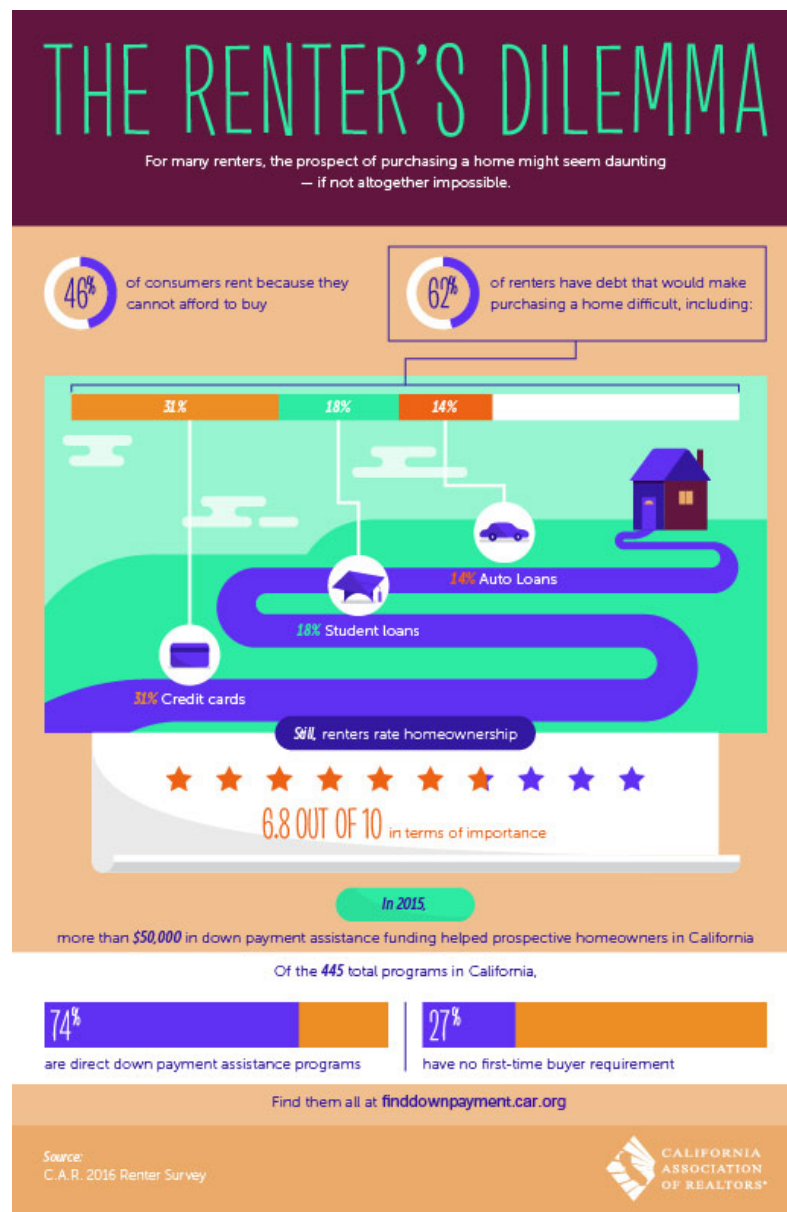 THE RENTER'S DILEMMA
For many renters, the prospect of purchasing a home might seem daunting
— if not altogether impossible.
46%
of consumers rent because they
cannot afford to buy
62%
of renters have debt that would make
purchasing a home difficult, including:
31%
18%
14%
14% Auto Loans
18% Student loans
31% Credit cards
Still, renters rate homeownership
6.8 OUT OF 10 in terms of importance
In 2015,
more than $50,000 in down payment assistance funding helped prospective homeowners in California
Of the 445 total programs in California,
74%
are direct down payment assistance programs
27%
have no first-time buyer requirement
Find them all at finddownpayment.car.org
Source:
C.A.R. 2016 Renter Survey
CALIFORNIA
ASSOCIATION
OF REALTORS®